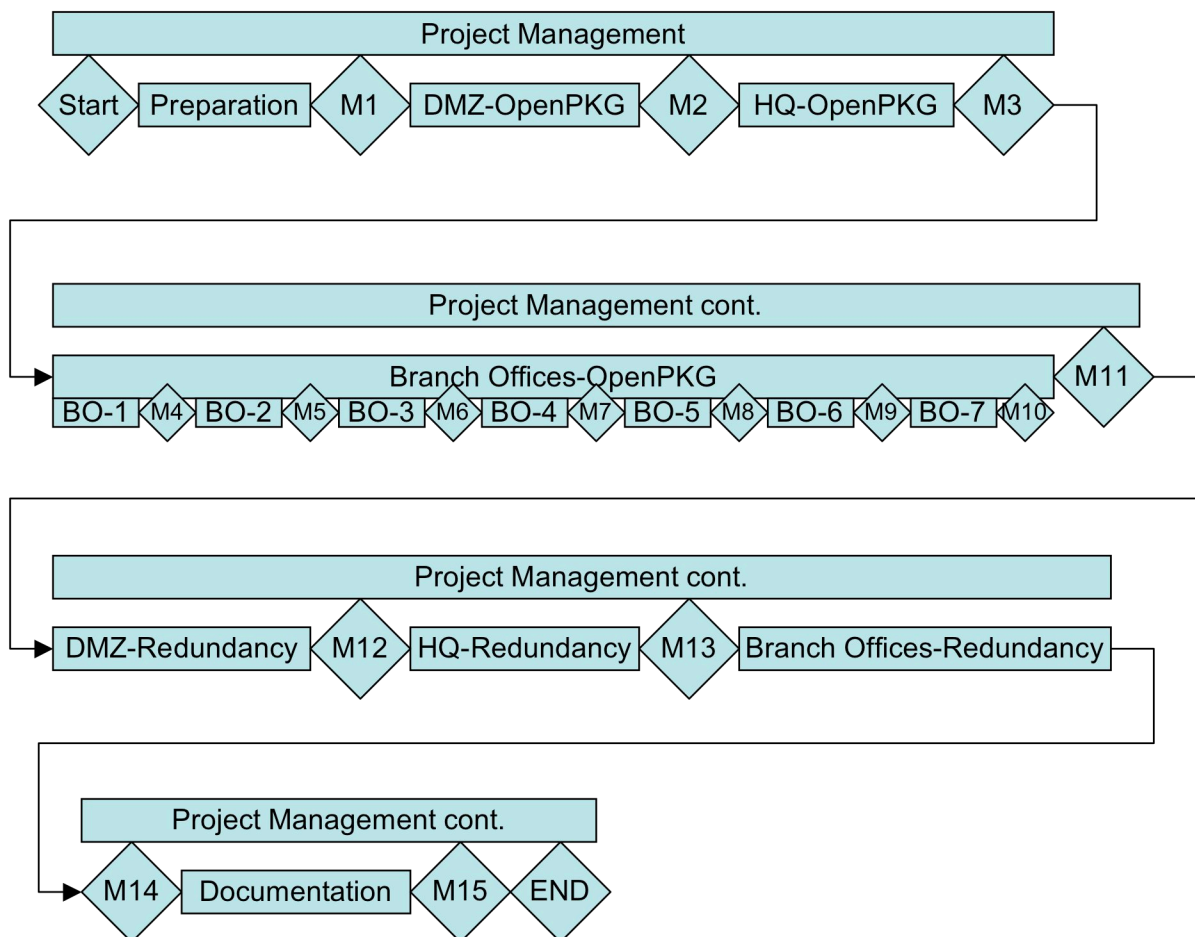 Project Management
Start Preparation M1 DMZ-OpenPKG M2 HQ-OpenPKG M3
Project Management cont.
Branch Offices-OpenPKG M11
BO-1 M4 BO-2 M5 BO-3 M6 BO-4 M7 BO-5 M8 BO-6 M9 BO-7 M10
Project Management cont.
DMZ-Redundancy M12 HQ-Redundancy M13 Branch Offices-Redundancy
Project Management cont.
M14 Documentation M15 END